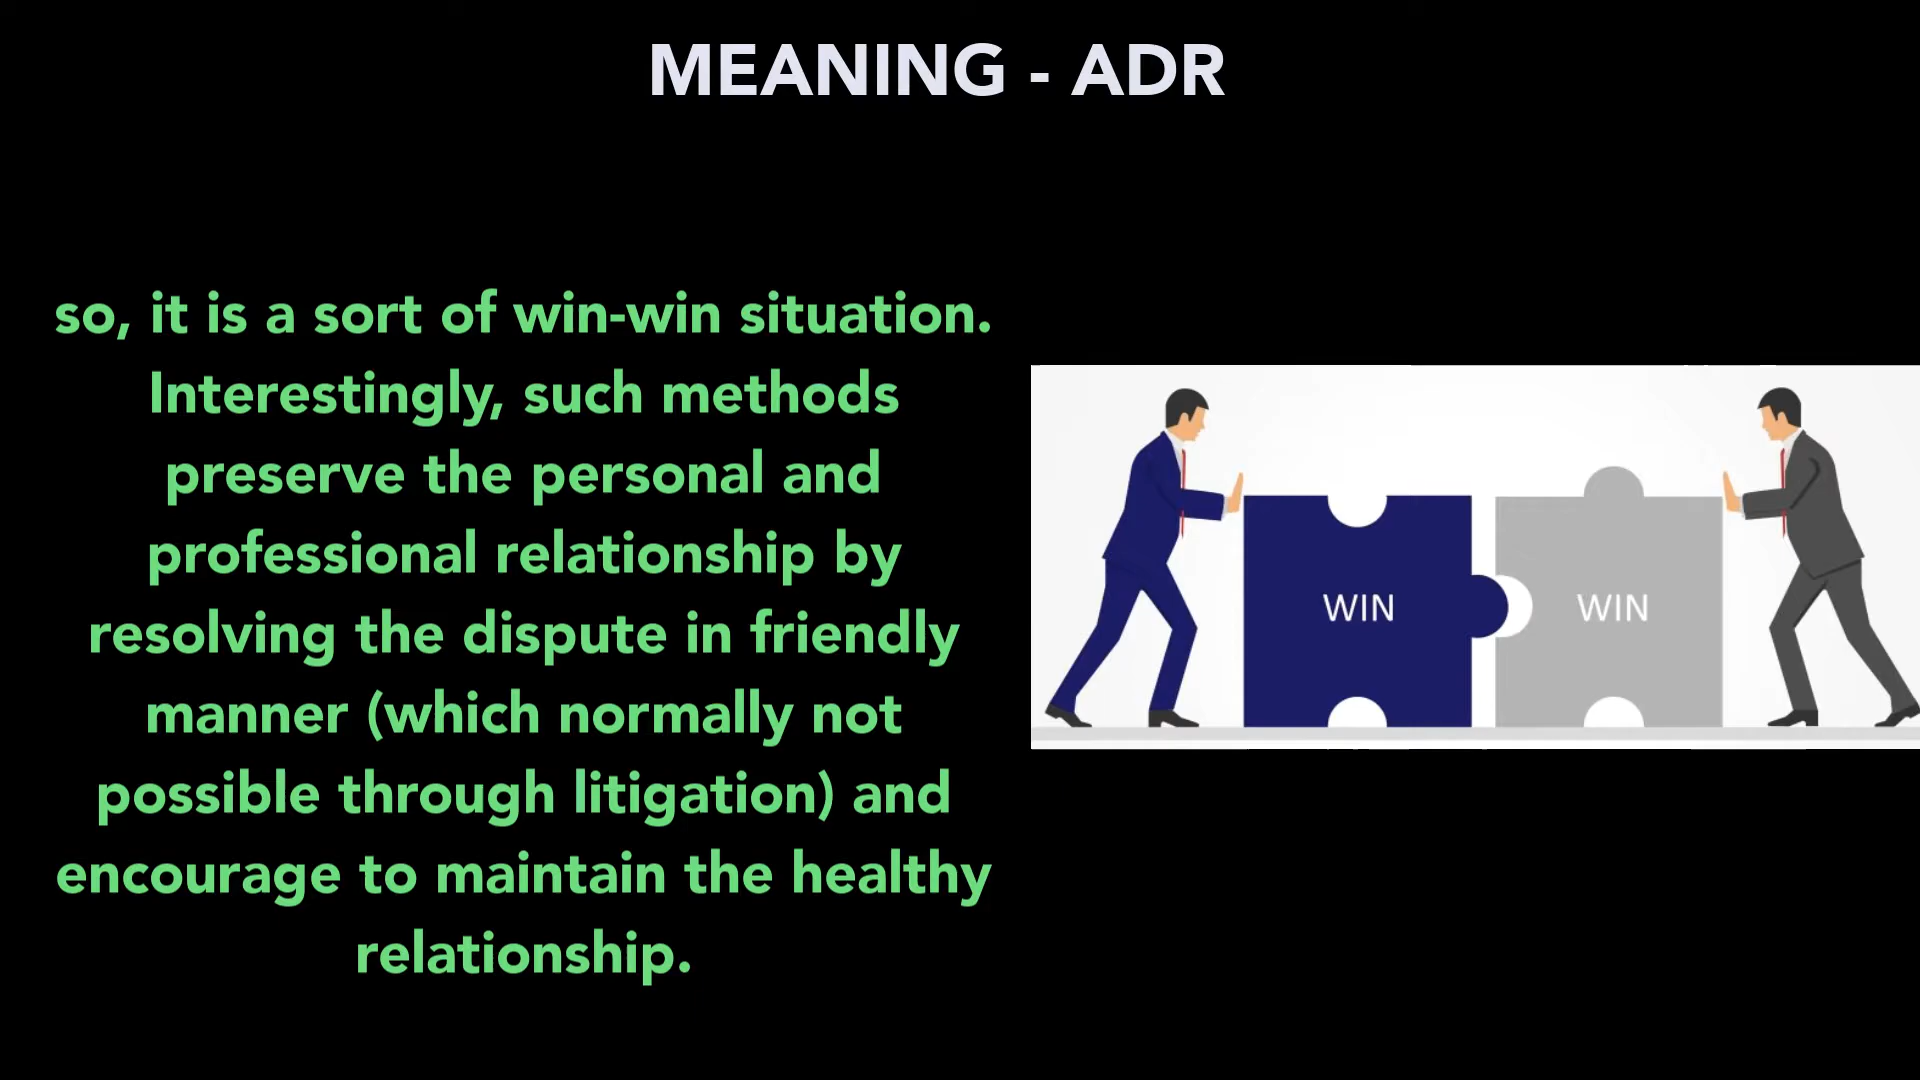 MEANING - ADR
so, it is a sort of win-win situation.
Interestingly, such methods
preserve the personal and
professional relationship by
resolving the dispute in friendly
manner (which normally not
possible through litigation) and
encourage to maintain the healthy
relationship.
WIN WIN